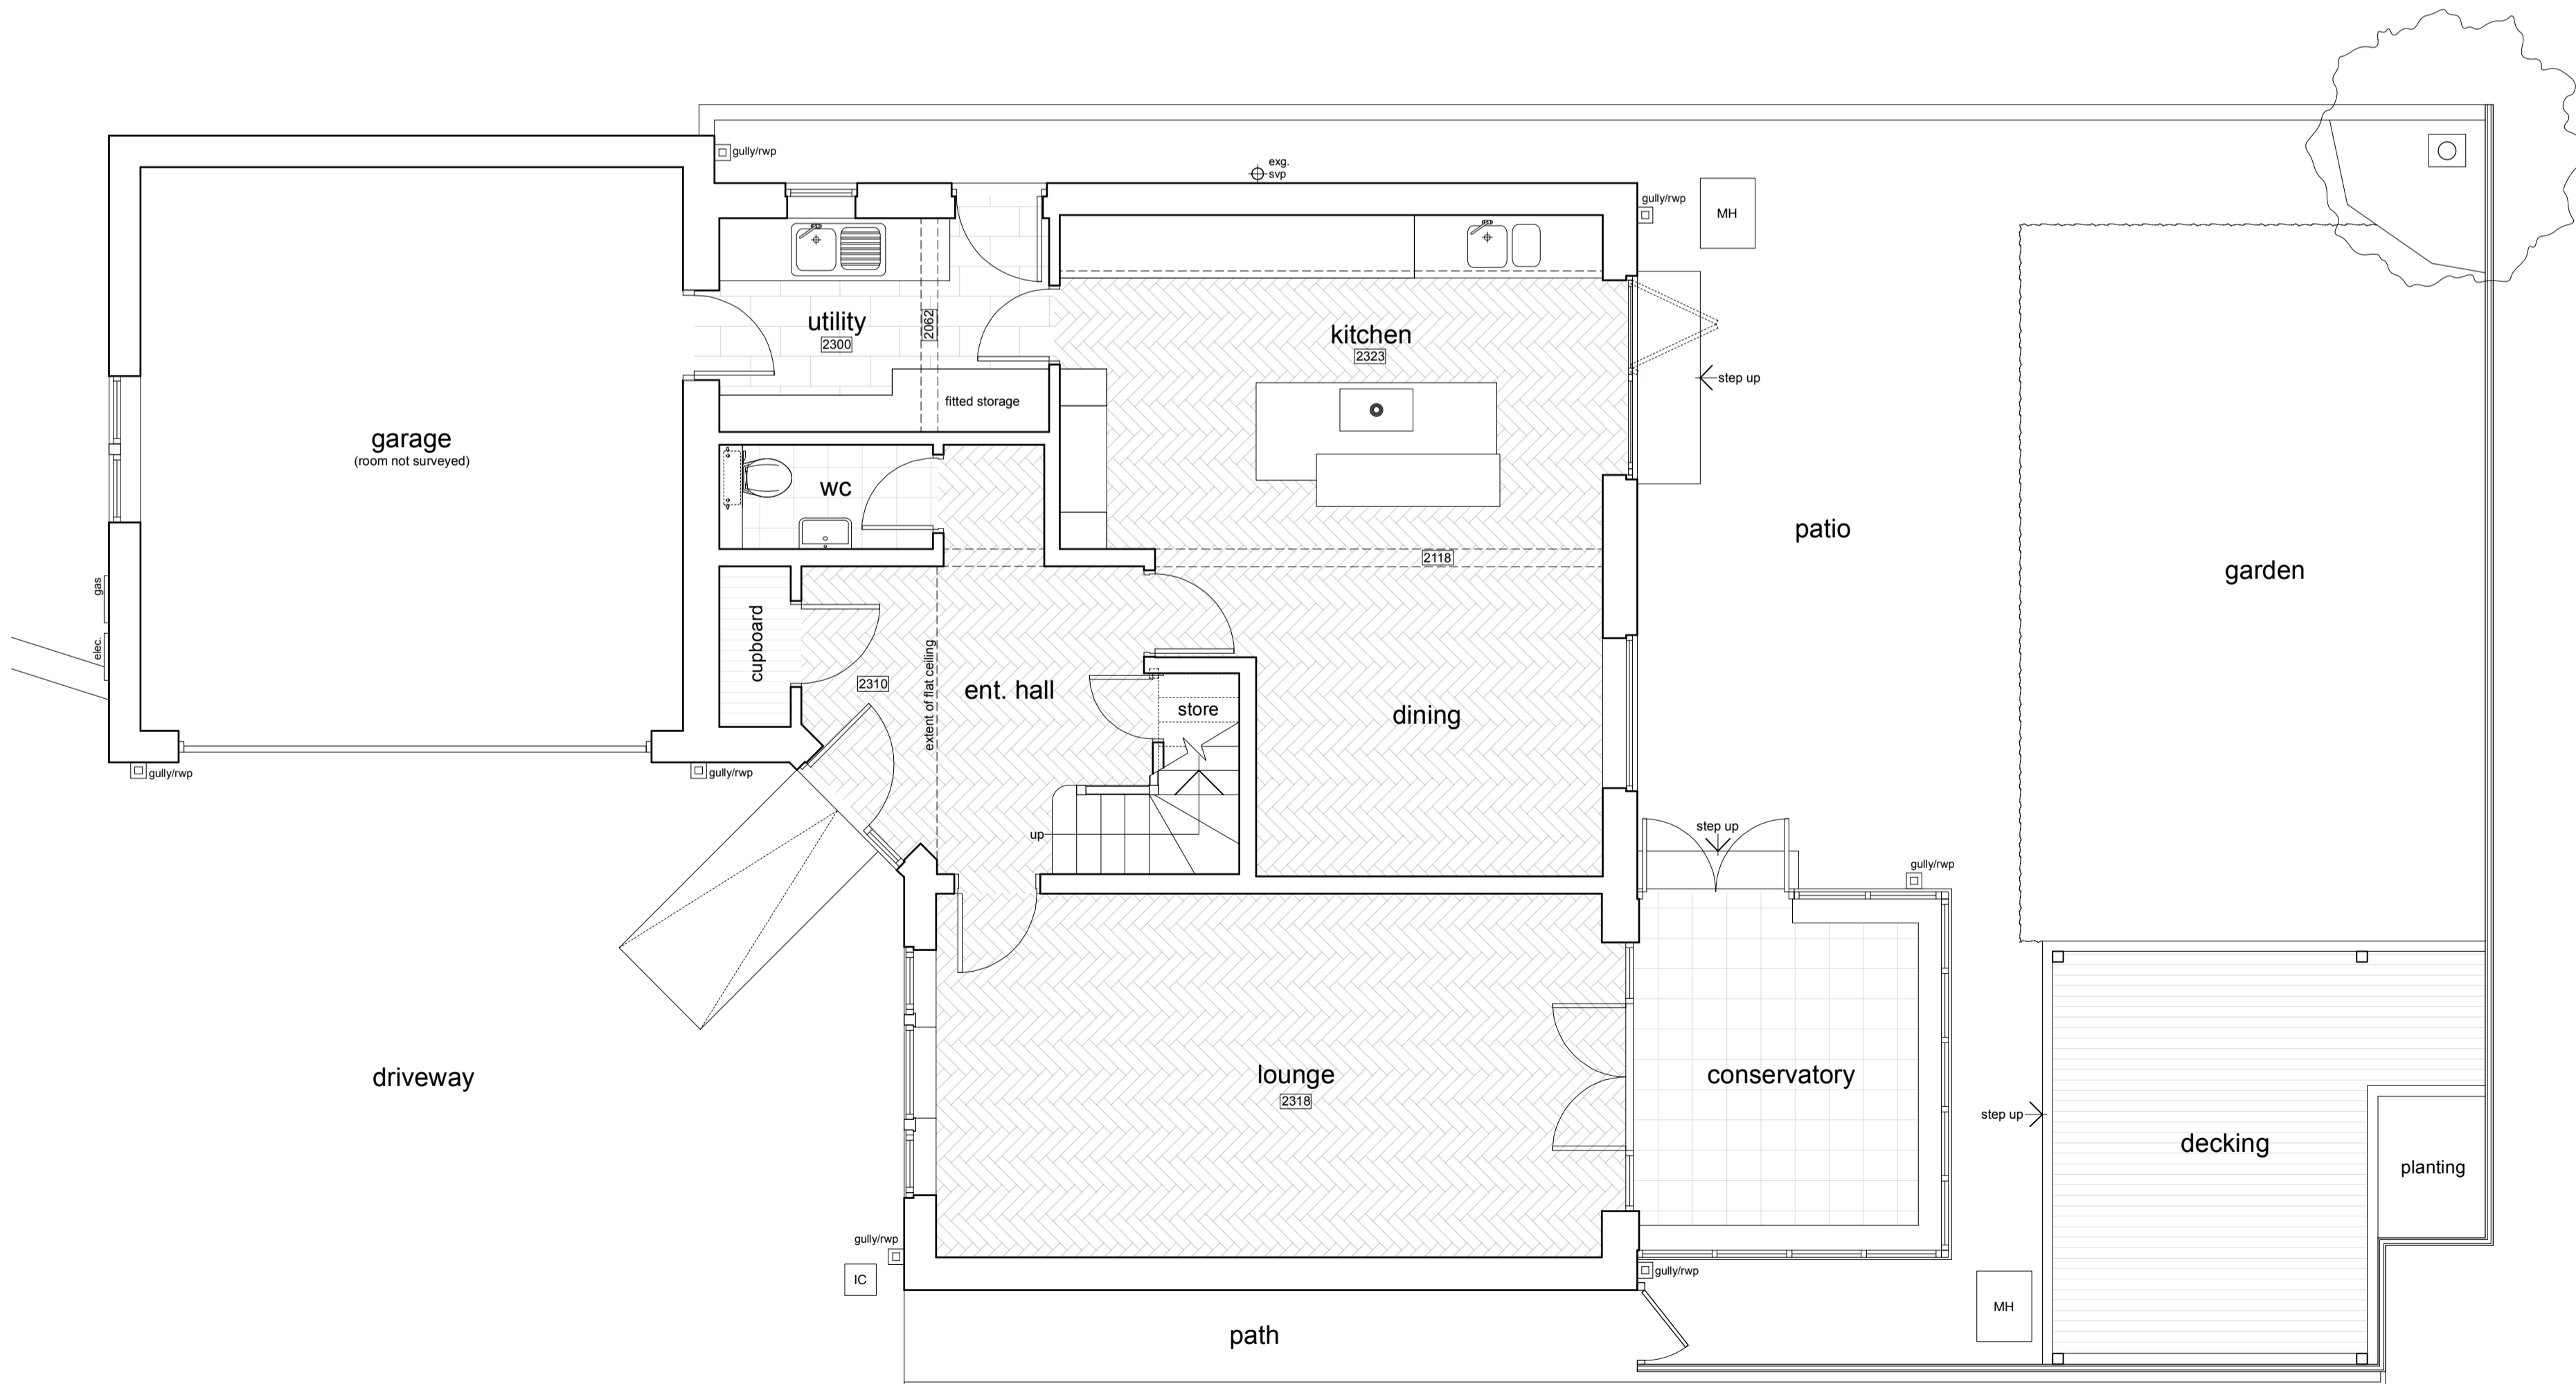 gully/rwp
exg.
svp
gully/rwp
MH
utility
2300
2062
kitchen
2323
step up
fitted storage
garage
(room not surveyed)
wc
patio
2118
garden
gas
elec.
cupboard
2310
extent of flat ceiling
ent. hall
store
dining
gully/rwp
gully/rwp
up
step up
gully/rwp
driveway
lounge
2318
conservatory
step up
decking
planting
gully/rwp
IC
gully/rwp
MH
path